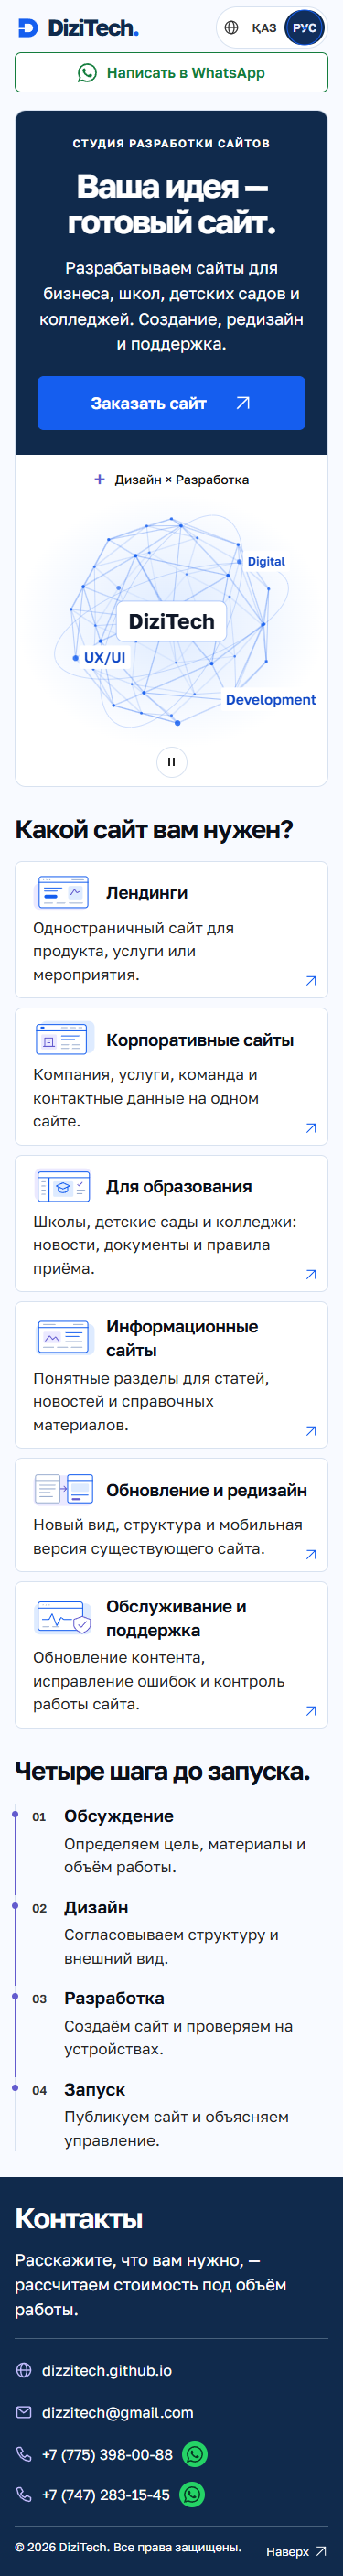 DiziTech.
ҚАЗ
РУС
Написать в WhatsApp
СТУДИЯ РАЗРАБОТКИ САЙТОВ
Ваша идея —
готовый сайт.
Разрабатываем сайты для
бизнеса, школ, детских садов и
колледжей. Создание, редизайн
и поддержка.
Заказать сайт
Дизайн × Разработка
Digital
DiziTech
UX/UI
Development
Какой сайт вам нужен?
Лендинги
Одностраничный сайт для
продукта, услуги или
мероприятия.
Корпоративные сайты
Компания, услуги, команда и
контактные данные на одном
сайте.
Для образования
Школы, детские сады и колледжи:
новости, документы и правила
приёма.
Информационные
сайты
Понятные разделы для статей,
новостей и справочных
материалов.
Обновление и редизайн
Новый вид, структура и мобильная
версия существующего сайта.
Обслуживание и
поддержка
Обновление контента,
исправление ошибок и контроль
работы сайта.
Четыре шага до запуска.
01 Обсуждение
Определяем цель, материалы и
объём работы.
02 Дизайн
Согласовываем структуру и
внешний вид.
03 Разработка
Создаём сайт и проверяем на
устройствах.
04 Запуск
Публикуем сайт и объясняем
управление.
Контакты
Расскажите, что вам нужно, —
рассчитаем стоимость под объём
работы.
dizzitech.github.io
dizzitech@gmail.com
+7 (775) 398-00-88
+7 (747) 283-15-45
© 2026 DiziTech. Все права защищены.
Наверх